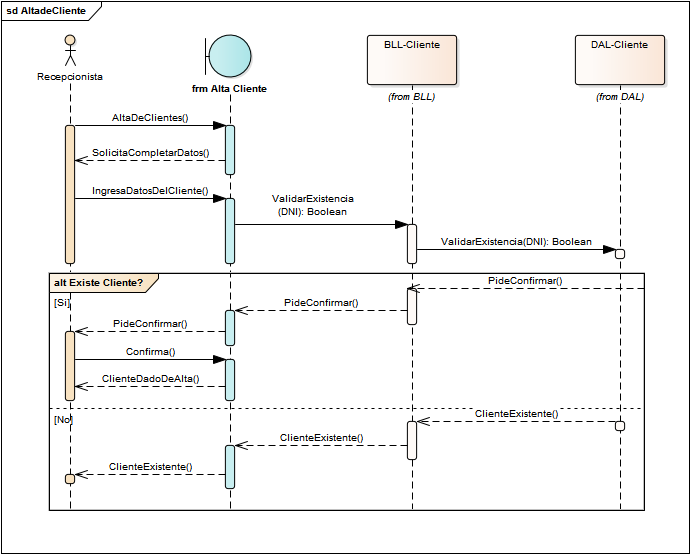 sd AltadeCliente
BLL-Cliente
DAL-Cliente
Recepcionista
frm Alta Cliente
(from BLL)
(from DAL)
AltaDeClientes()
SolicitaCompletarDatos()
IngresaDatosDelCliente()
ValidarExistencia
(DNI): Boolean
ValidarExistencia(DNI): Boolean
alt Existe Cliente?
PideConfirmar()
[Si]
PideConfirmar()
PideConfirmar()
Confirma()
ClienteDadoDeAlta()
[No]
ClienteExistente()
ClienteExistente()
ClienteExistente()